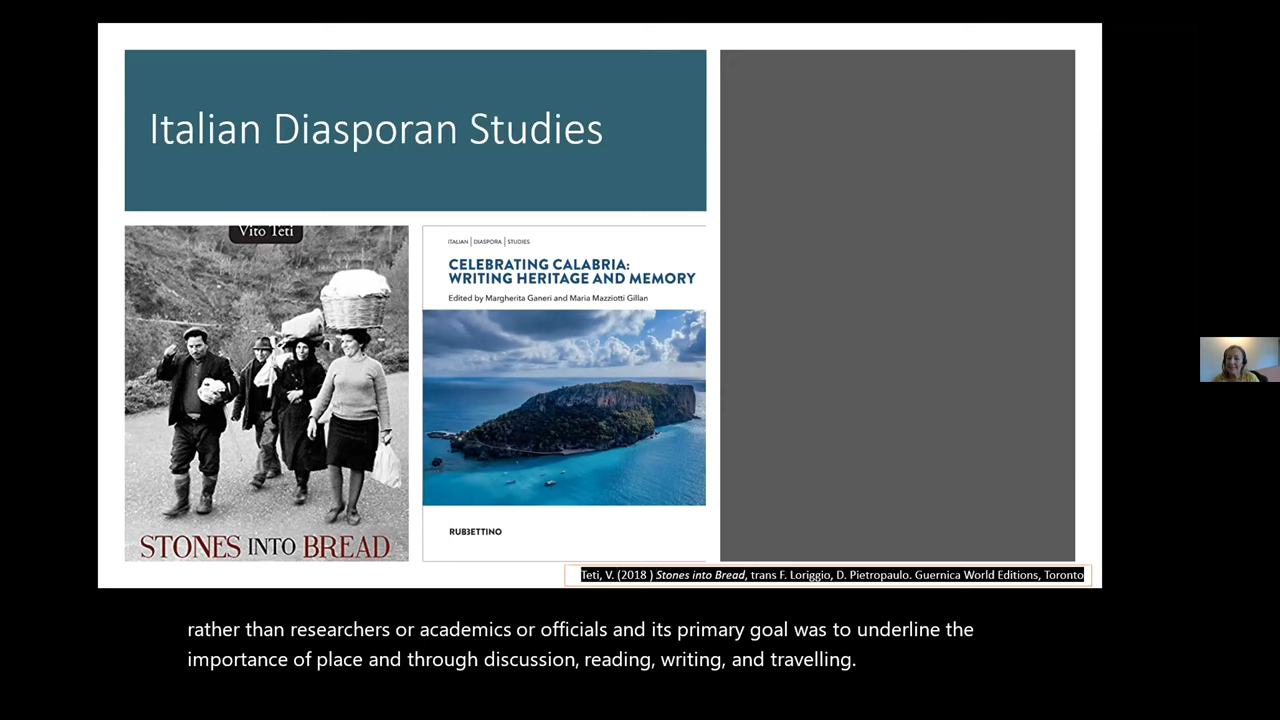 Italian Diasporan Studies
Vito Teti
STONES INTO BREAD
ITALIAN | DIASPORA | STUDIES
CELEBRATING CALABRIA:
WRITING HERITAGE AND MEMORY
Edited by Margherita Ganeri and Maria Mazziotti Gillan
RUBBETTINO
Teti, V. (2018 ) Stones into Bread, trans F. Loriggio, D. Pietropaulo. Guernica World Editions, Toronto
rather than researchers or academics or officials and its primary goal was to underline the
importance of place and through discussion, reading, writing, and travelling.